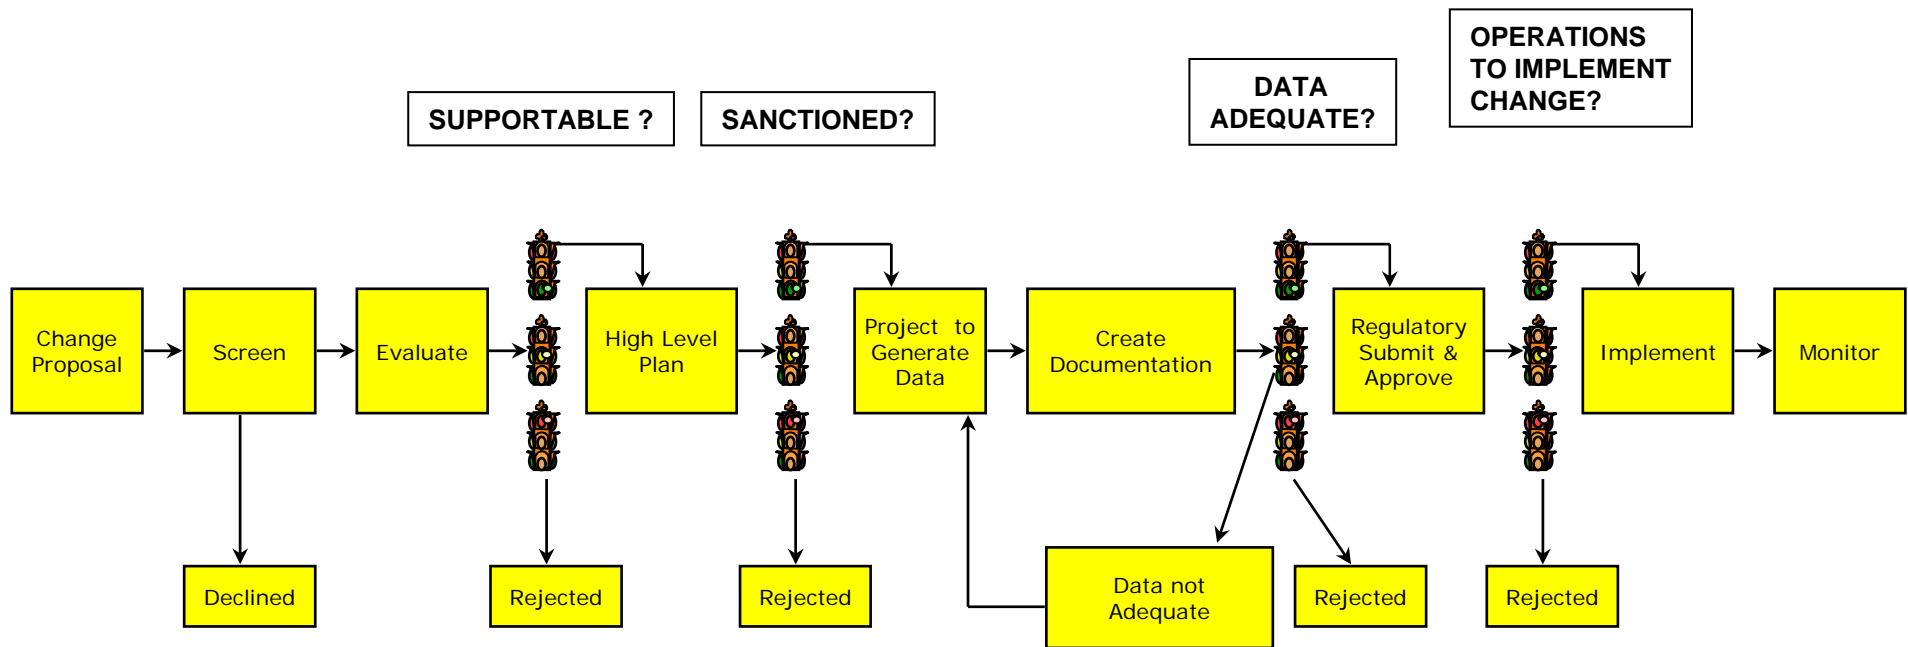 OPERATIONS
TO IMPLEMENT
CHANGE?
DATA
ADEQUATE?
SUPPORTABLE ?
SANCTIONED?
Change
Proposal
Screen
Evaluate
High Level
Plan
Project to
Generate
Data
Create
Documentation
Regulatory
Submit &
Approve
Implement
Monitor
Declined
Rejected
Rejected
Data not
Adequate
Rejected
Rejected